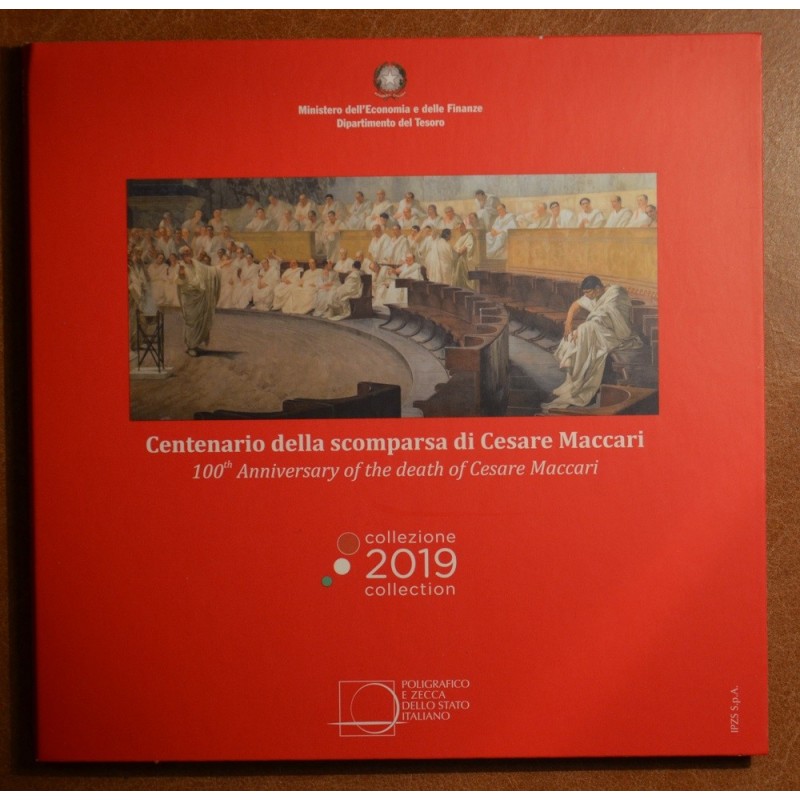 Ministero dell'Economia e delle Finanze
Dipartimento del Tesoro
Centenario della scomparsa di Cesare Maccari
100th Anniversary of the death of Cesare Maccari
collezione
2019
collection
POLIGRAFICO
E ZECCA
DELLO STATO
ITALIANO
IPZS S.p.A.